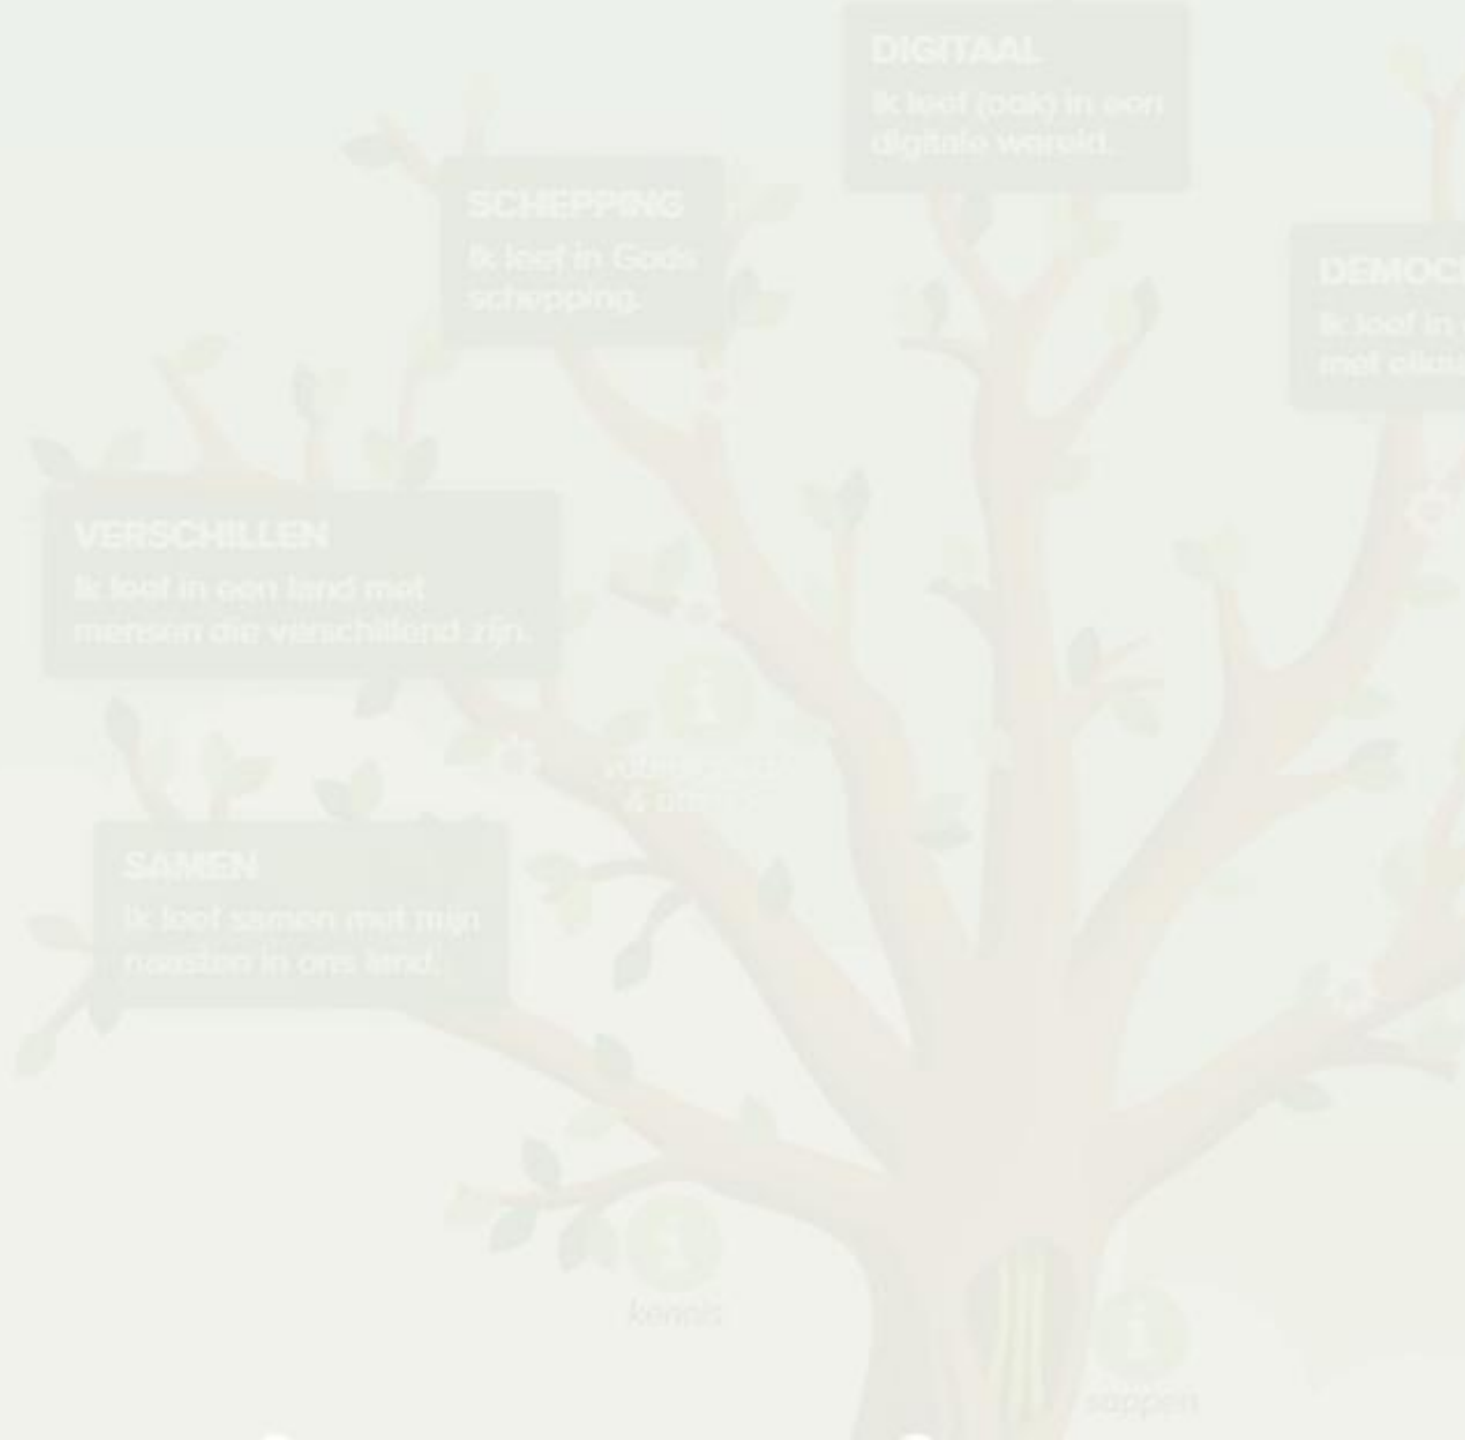 DIGITAAL
Ik leef (ook) in een
digitale wereld.
SCHEPPING
Ik leef in Gods
schepping.
DEMOC
Ik leef in
met
VERSCHILLEN
Ik leef in een land met
mensen die verschillend zijn.
SAMEN
Ik leef samen met mijn
naasten in ons land.
kennis
sappen